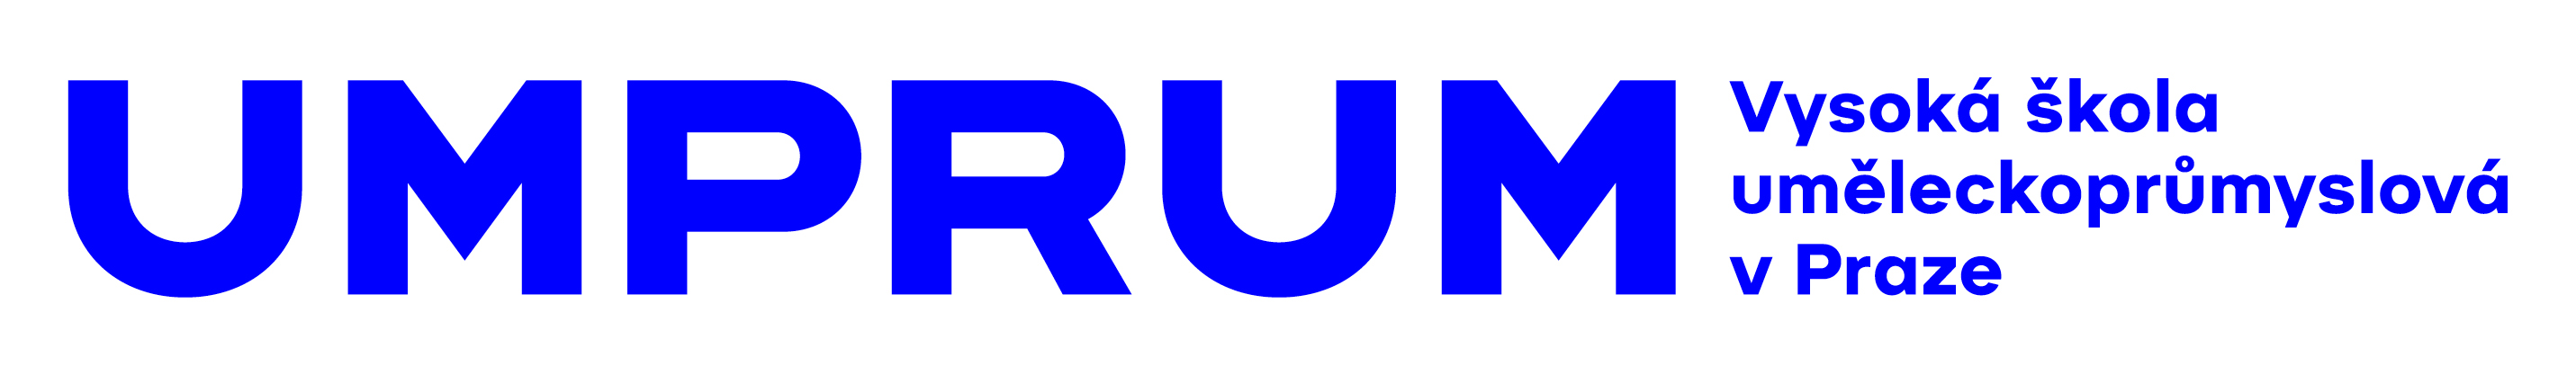 UMPRUM
Vysoká škola
uměleckoprůmyslová
v Praze